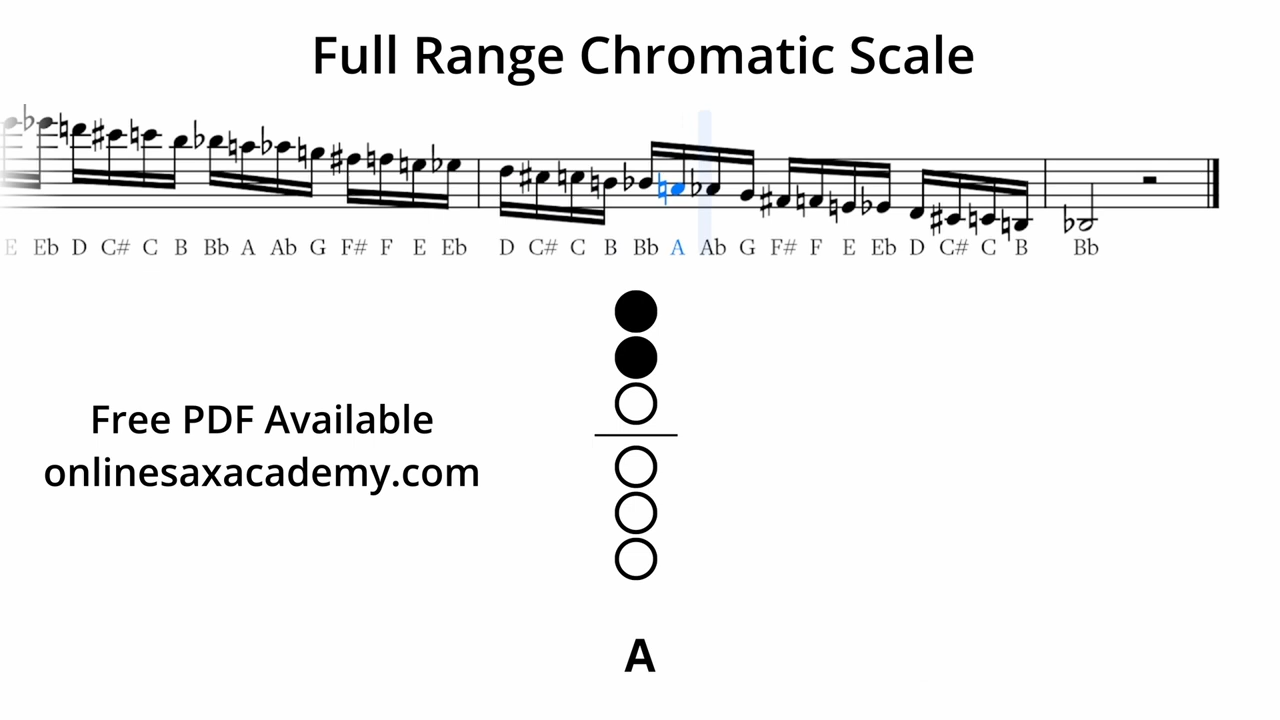 Full Range Chromatic Scale
E Eb D C# C B Bb A Ab G F# F E Eb D C# C B Bb A Ab G F# F E Eb D C# C B Bb
Free PDF Available
onlinesaxacademy.com
A